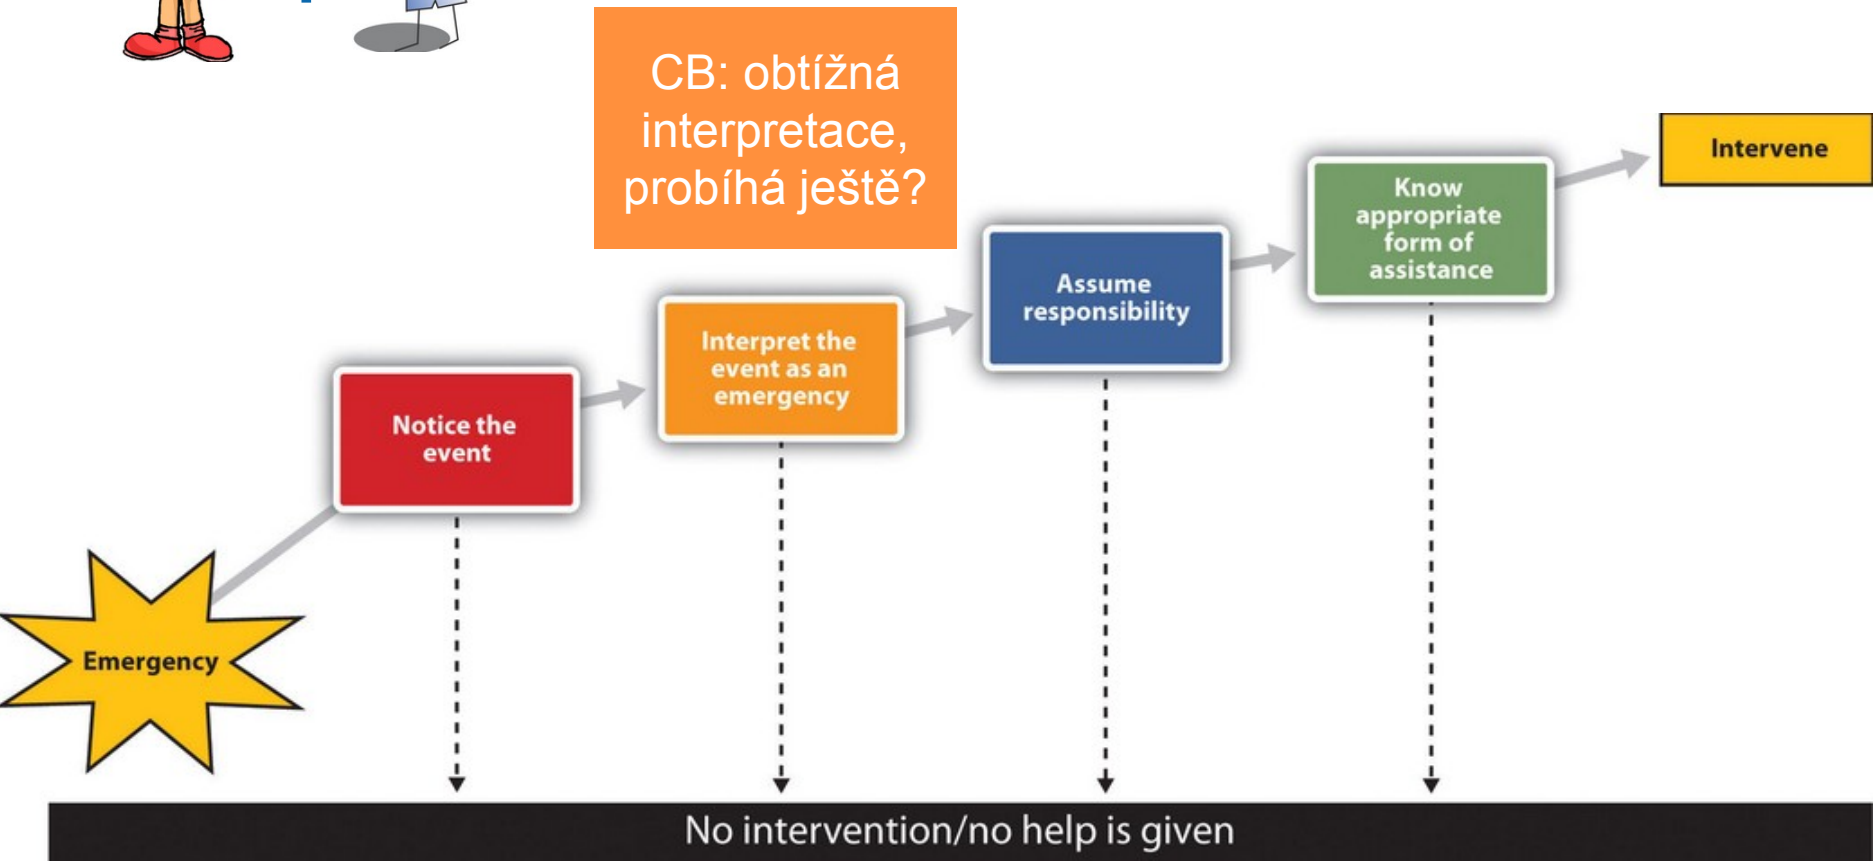 CB: obtížná
interpretace,
probíhá ještě?
Intervene
Know
appropriate
form of
assistance
Assume
responsibility
Interpret the
event as an
emergency
Notice the
event
Emergency
No intervention/no help is given